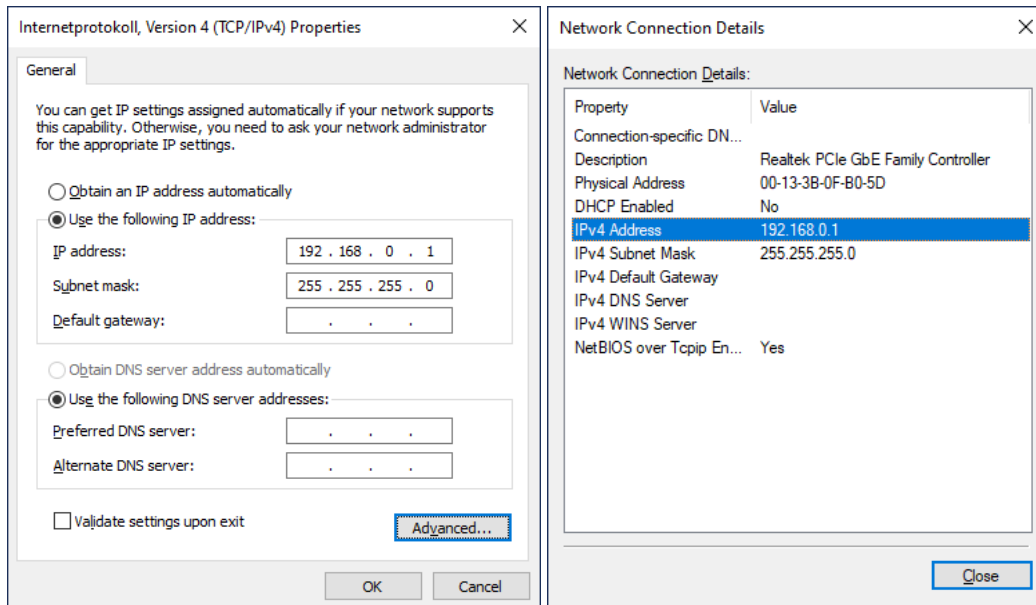 Internetprotokoll, Version 4 (TCP/IPv4) Properties
General
You can get IP settings assigned automatically if your network supports
this capability. Otherwise, you need to ask your network administrator
for the appropriate IP settings.
Obtain an IP address automatically
Use the following IP address:
IP address: 192 . 168 . 0 . 1
Subnet mask: 255 . 255 . 255 . 0
Default gateway: . . .
Obtain DNS server address automatically
Use the following DNS server addresses:
Preferred DNS server: . . .
Alternate DNS server: . . .
Validate settings upon exit
Advanced...
OK Cancel
Network Connection Details
Network Connection Details:
Property Value
Connection-specific DN...
Description Realtek PCIe GbE Family Controller
Physical Address 00-13-3B-0F-B0-5D
DHCP Enabled No
IPv4 Address 192.168.0.1
IPv4 Subnet Mask 255.255.255.0
IPv4 Default Gateway
IPv4 DNS Server
IPv4 WINS Server
NetBIOS over Tcpip En... Yes
Close